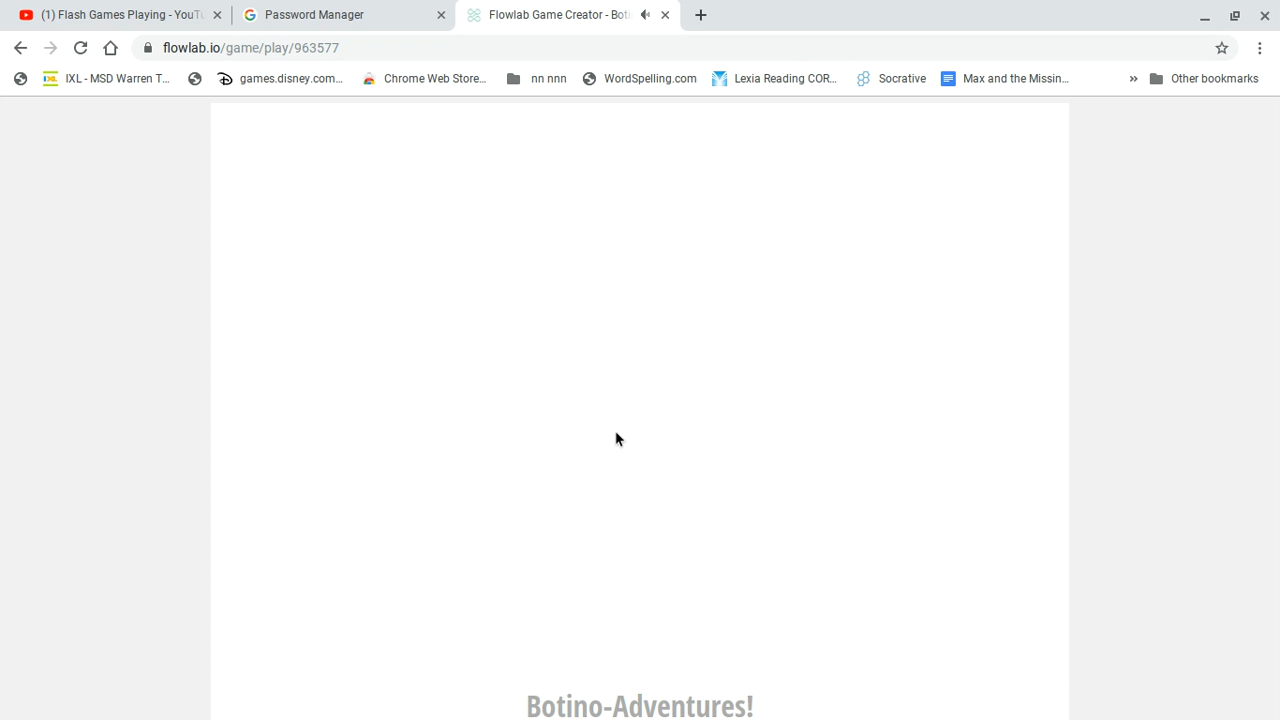 (1) Flash Games Playing - YouTu
Password Manager
Flowlab Game Creator - Boti
flowlab.io/game/play/963577
IXL - MSD Warren T...
games.disney.com...
Chrome Web Store...
nn nnn
WordSpelling.com
Lexia Reading COR...
Socrative
Max and the Missin...
»
Other bookmarks
Botino-Adventures!